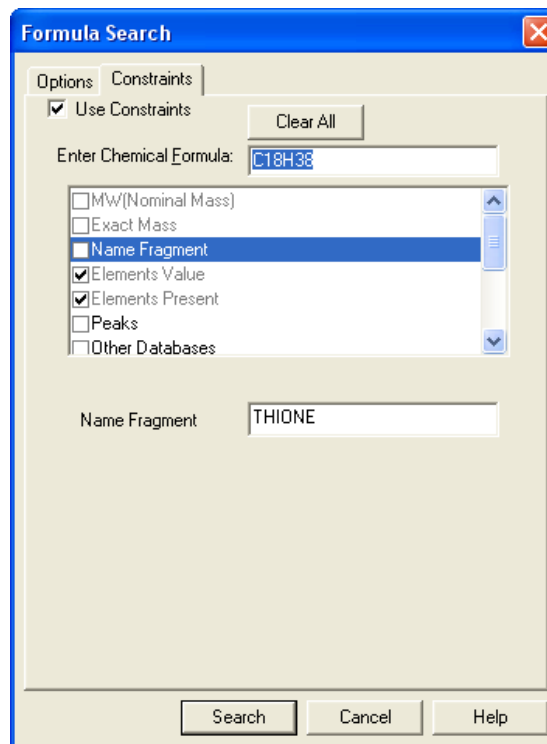 Formula Search
Options Constraints
Use Constraints
Clear All
Enter Chemical Formula: C18H38
MW(Nominal Mass)
Exact Mass
Name Fragment
Elements Value
Elements Present
Peaks
Other Databases
Name Fragment THIONE
Search Cancel Help